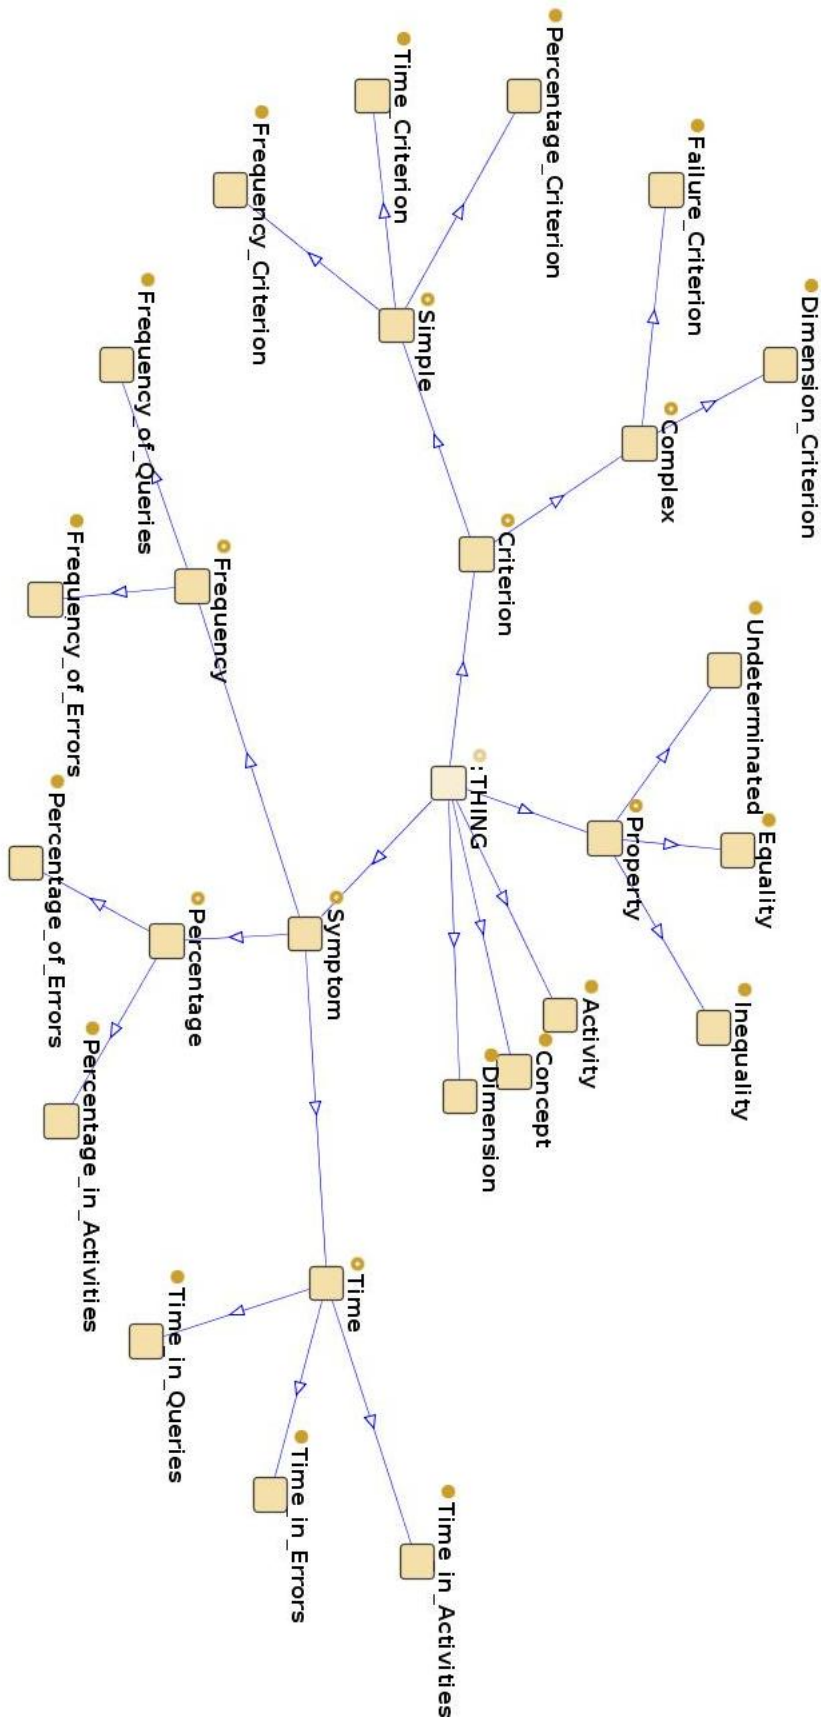 Percentage_Criterion
Time_Criterion
Frequency_Criterion
Failure_Criterion
Dimension_Criterion
Simple
Complex
Frequency_of_Queries
Criterion
Frequency_of_Errors
Frequency
Undeterminated
:THING
Property
Equality
Percentage_of_Errors
Percentage
Symptom
Inequality
Activity
Concept
Dimension
Percentage_in_Activities
Time
Time_in_Queries
Time_in_Errors
Time_in_Activities